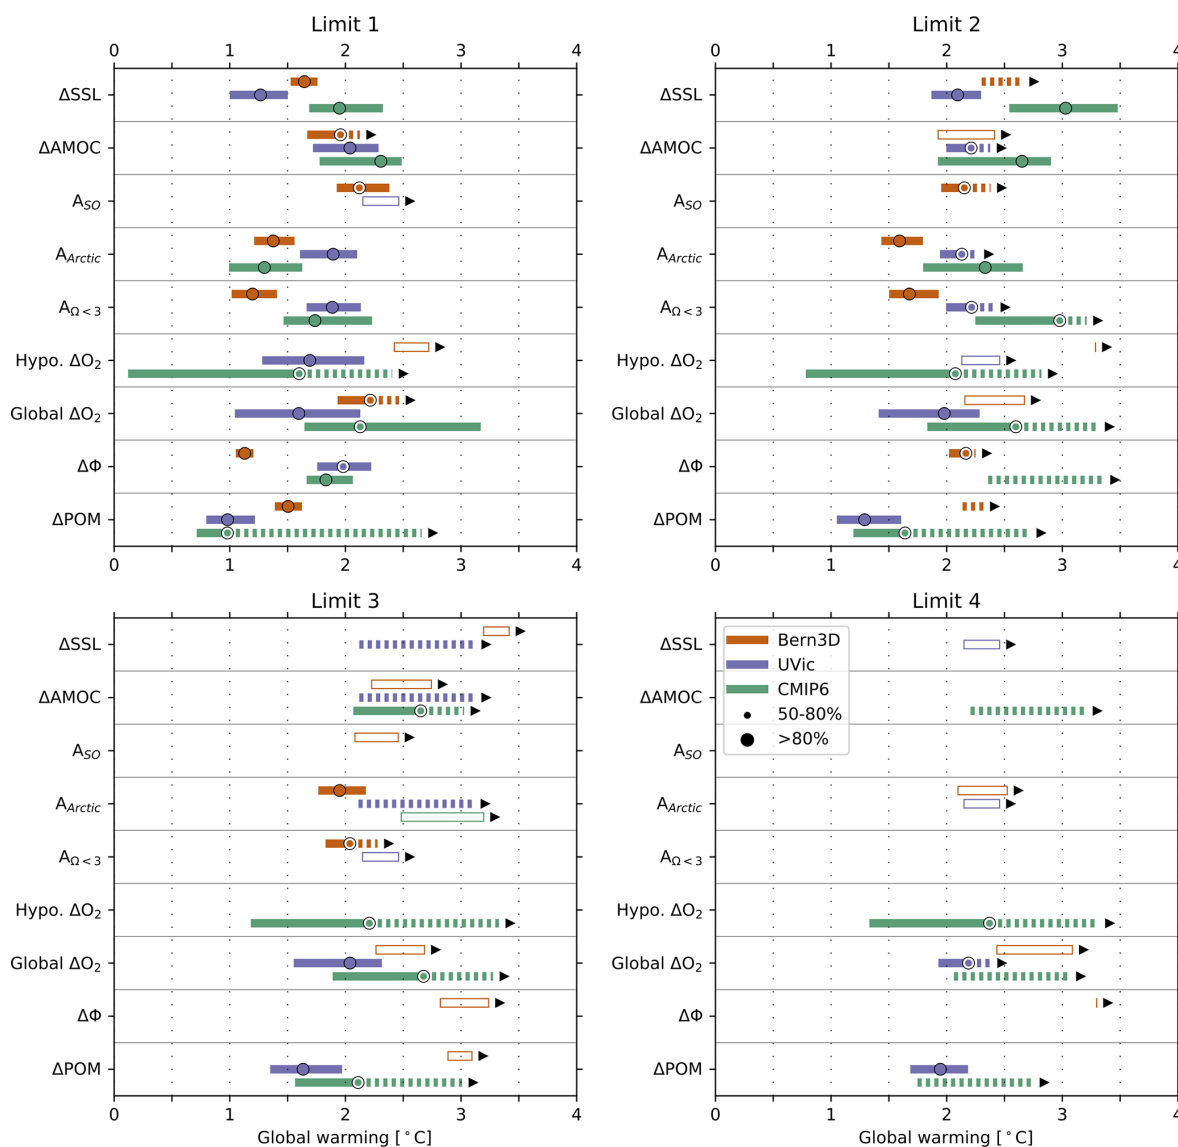 Limit 1
0 1 2 3 4
ΔSSL
ΔAMOC
A_SO
A_Arctic
A_Ω<3
Hypo. ΔO₂
Global ΔO₂
ΔΦ
ΔPOM
0 1 2 3 4
Limit 2
0 1 2 3 4
ΔSSL
ΔAMOC
A_SO
A_Arctic
A_Ω<3
Hypo. ΔO₂
Global ΔO₂
ΔΦ
ΔPOM
0 1 2 3 4
Limit 3
ΔSSL
ΔAMOC
A_SO
A_Arctic
A_Ω<3
Hypo. ΔO₂
Global ΔO₂
ΔΦ
ΔPOM
0 1 2 3 4
Global warming [°C]
Limit 4
Bern3D
UVic
CMIP6
50-80%
>80%
ΔSSL
ΔAMOC
A_SO
A_Arctic
A_Ω<3
Hypo. ΔO₂
Global ΔO₂
ΔΦ
ΔPOM
0 1 2 3 4
Global warming [°C]